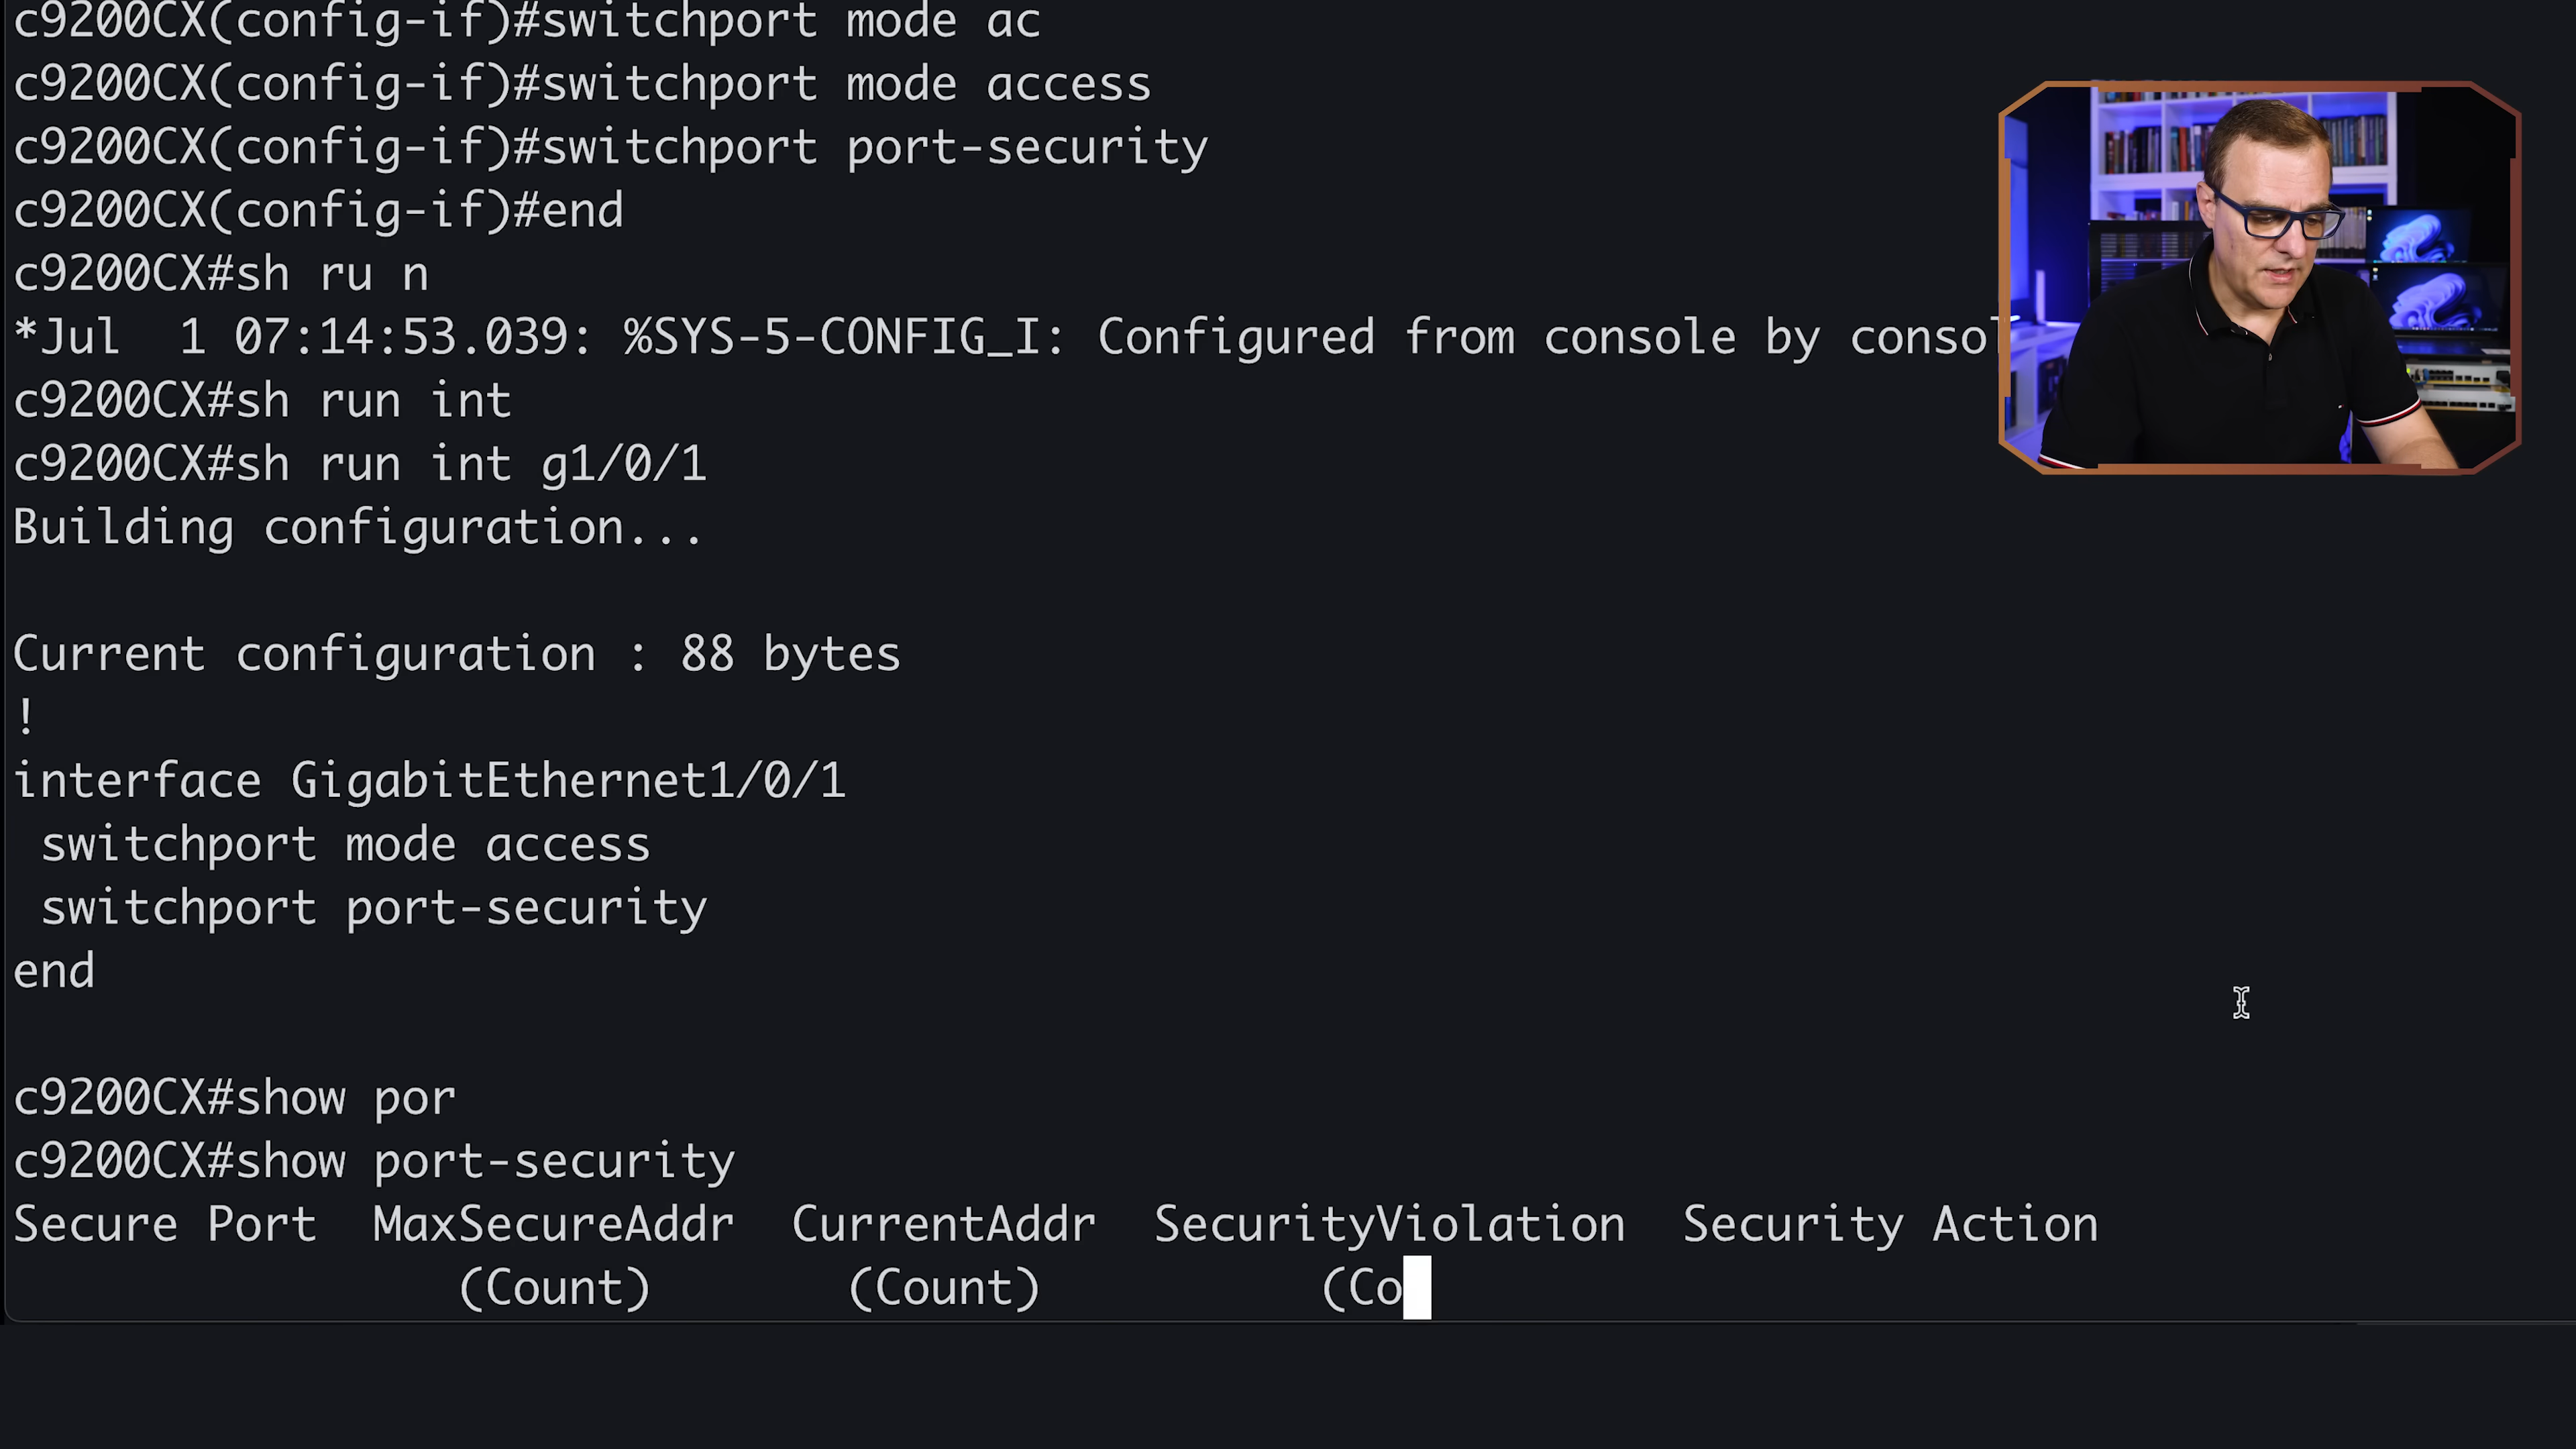 c9200CX(config-if)#switchport mode ac
c9200CX(config-if)#switchport mode access
c9200CX(config-if)#switchport port-security
c9200CX(config-if)#end
c9200CX#sh ru n
*Jul  1 07:14:53.039: %SYS-5-CONFIG_I: Configured from console by consol
c9200CX#sh run int
c9200CX#sh run int g1/0/1
Building configuration...
Current configuration : 88 bytes
!
interface GigabitEthernet1/0/1
 switchport mode access
 switchport port-security
end
c9200CX#show por
c9200CX#show port-security
Secure Port  MaxSecureAddr  CurrentAddr  SecurityViolation  Security Action
                (Count)       (Count)          (Co